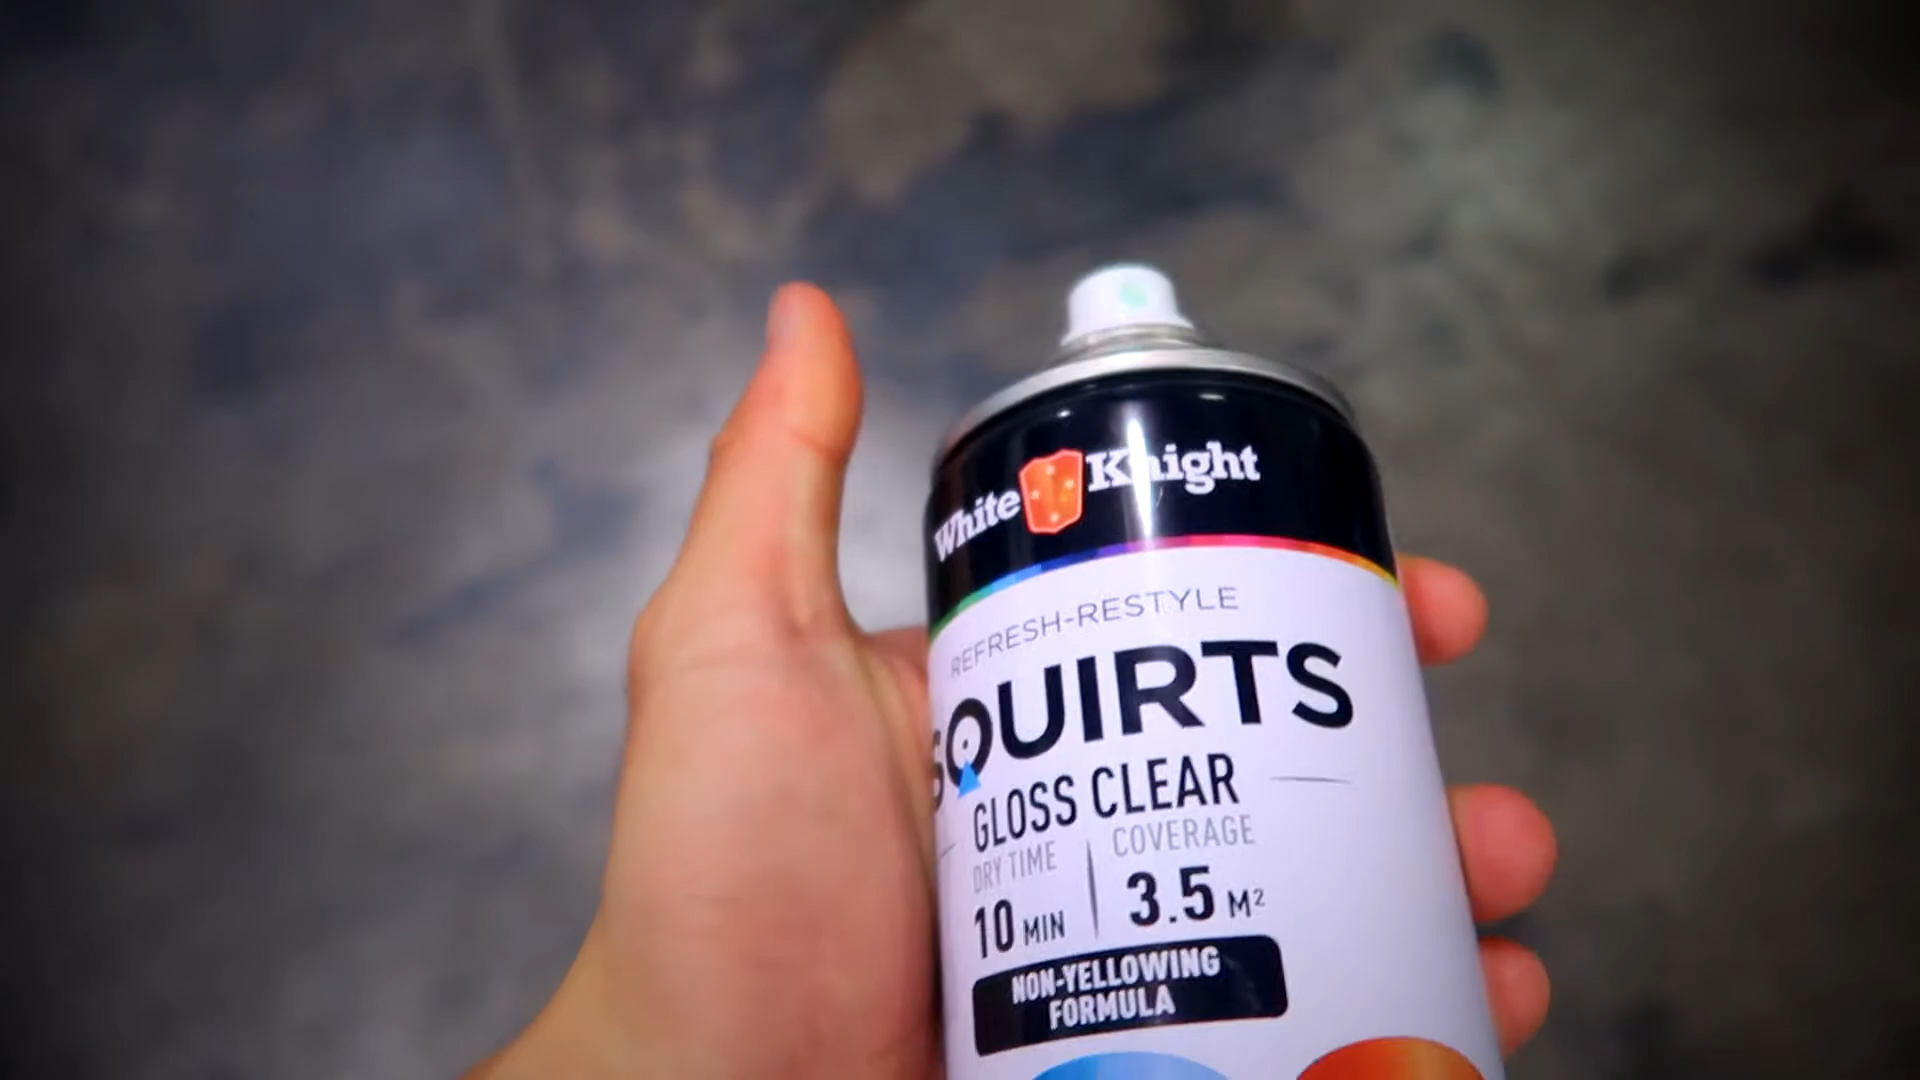 White Knight
REFRESH-RESTYLE
SQUIRTS
GLOSS CLEAR
DRY TIME
10 MIN
COVERAGE
3.5 M²
NON-YELLOWING
FORMULA